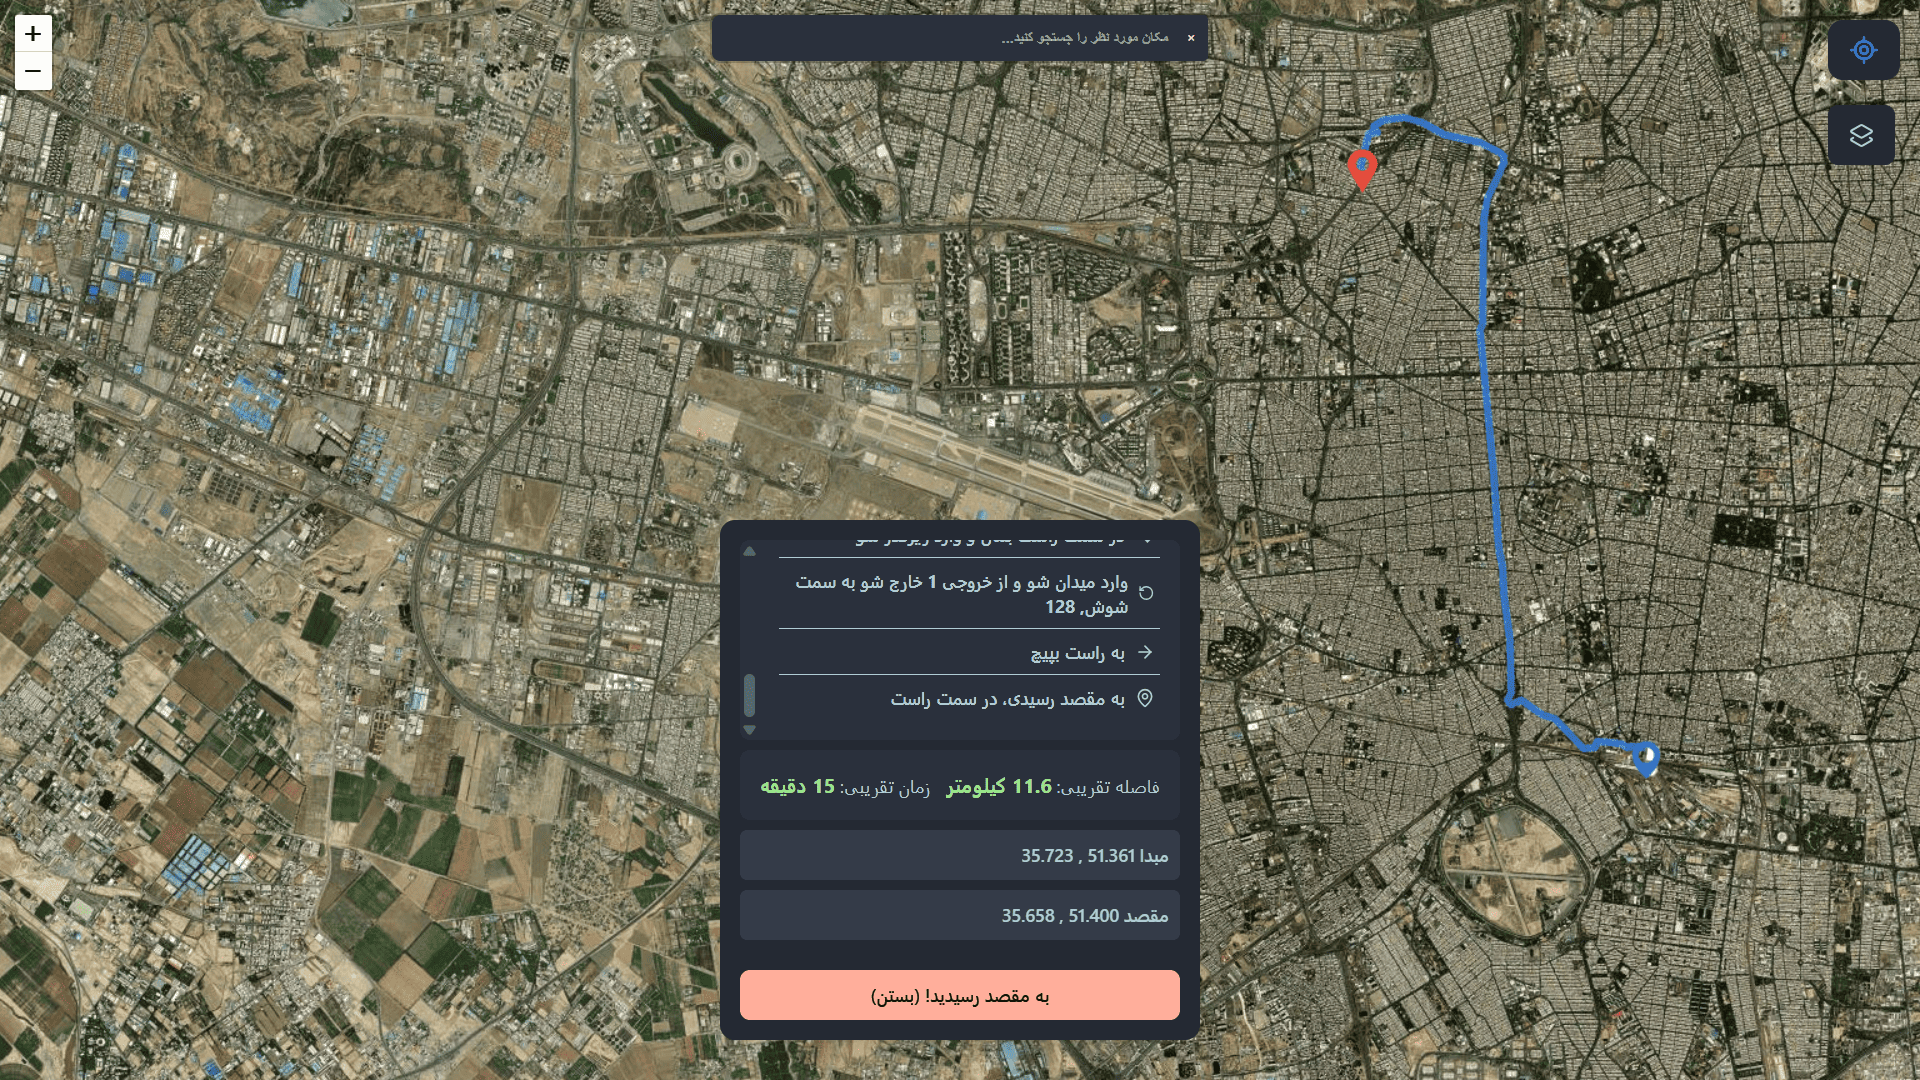 +
−
مکان مورد نظر را جستجو کنید... ×
وارد میدان شو و از خروجی 1 خارج شو به سمت
شوش, 128
به راست بپیچ
به مقصد رسیدی، در سمت راست
فاصله تقریبی: 11.6 کیلومتر زمان تقریبی: 15 دقیقه
مبدا 51.361 , 35.723
مقصد 51.400 , 35.658
به مقصد رسیدید! (بستن)